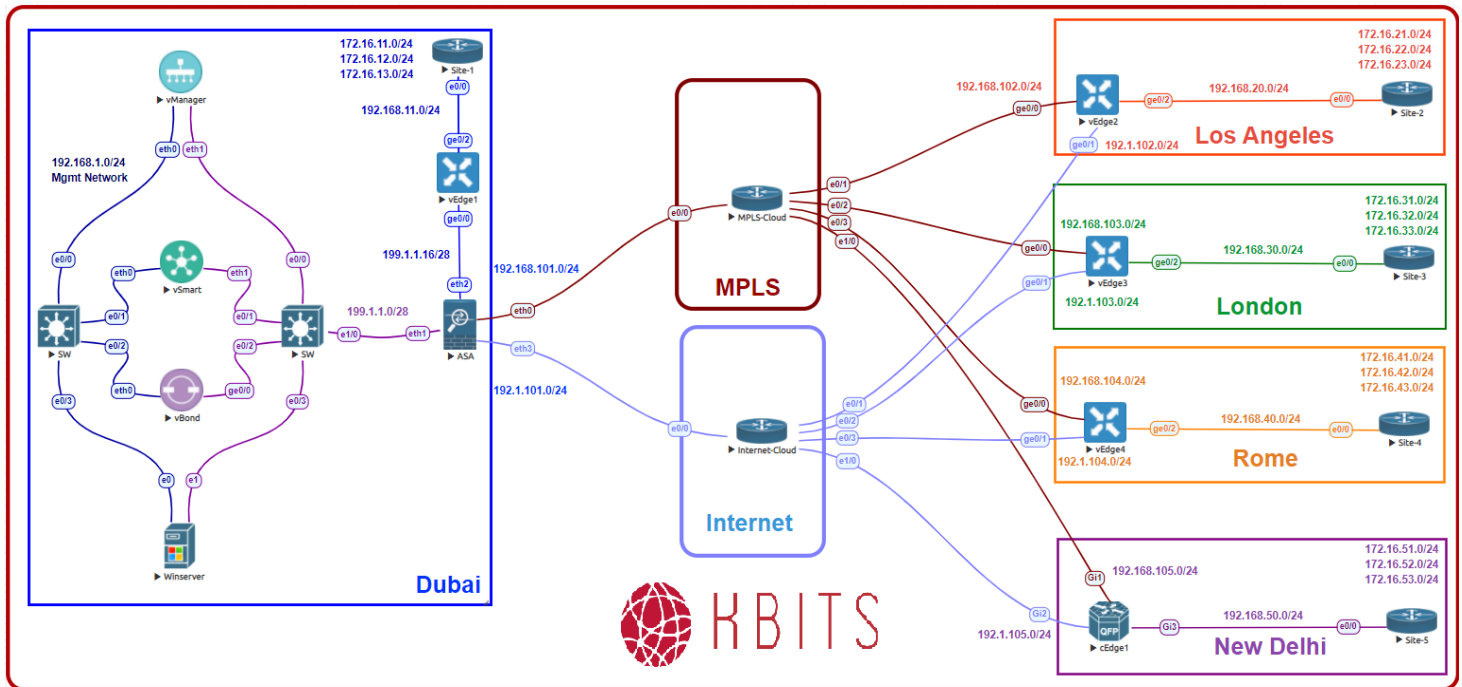 172.16.11.0/24
172.16.12.0/24
172.16.13.0/24
Site-1
e0/0
192.168.11.0/24
ge0/2
vEdge1
ge0/0
199.1.1.16/28
eth2
vManager
eth0
eth1
192.168.1.0/24
Mgmt Network
e0/0
e0/0
eth0
eth1
vSmart
e0/1
e0/1
SW
SW
e0/2
e0/2
eth0
ge0/0
vBond
e0/3
e0/3
e0
e1
Winserver
e1/0
199.1.1.0/28
eth1
ASA
eth0
eth3
192.168.101.0/24
192.1.101.0/24
Dubai
e0/0
MPLS-Cloud
e0/1
e0/2
e0/3
e1/0
MPLS
e0/0
Internet-Cloud
e0/1
e0/2
e0/3
e1/0
Internet
KBITS
192.168.102.0/24
ge0/0
vEdge2
ge0/1
192.1.102.0/24
ge0/2
192.168.20.0/24
e0/0
172.16.21.0/24
172.16.22.0/24
172.16.23.0/24
Site-2
Los Angeles
192.168.103.0/24
ge0/0
vEdge3
ge0/1
192.1.103.0/24
ge0/2
192.168.30.0/24
e0/0
172.16.31.0/24
172.16.32.0/24
172.16.33.0/24
Site-3
London
192.168.104.0/24
ge0/0
vEdge4
ge0/1
192.1.104.0/24
ge0/2
192.168.40.0/24
e0/0
172.16.41.0/24
172.16.42.0/24
172.16.43.0/24
Site-4
Rome
192.168.105.0/24
Gi1
Gi2
192.1.105.0/24
QFP
cEdge1
Gi3
192.168.50.0/24
e0/0
172.16.51.0/24
172.16.52.0/24
172.16.53.0/24
Site-5
New Delhi